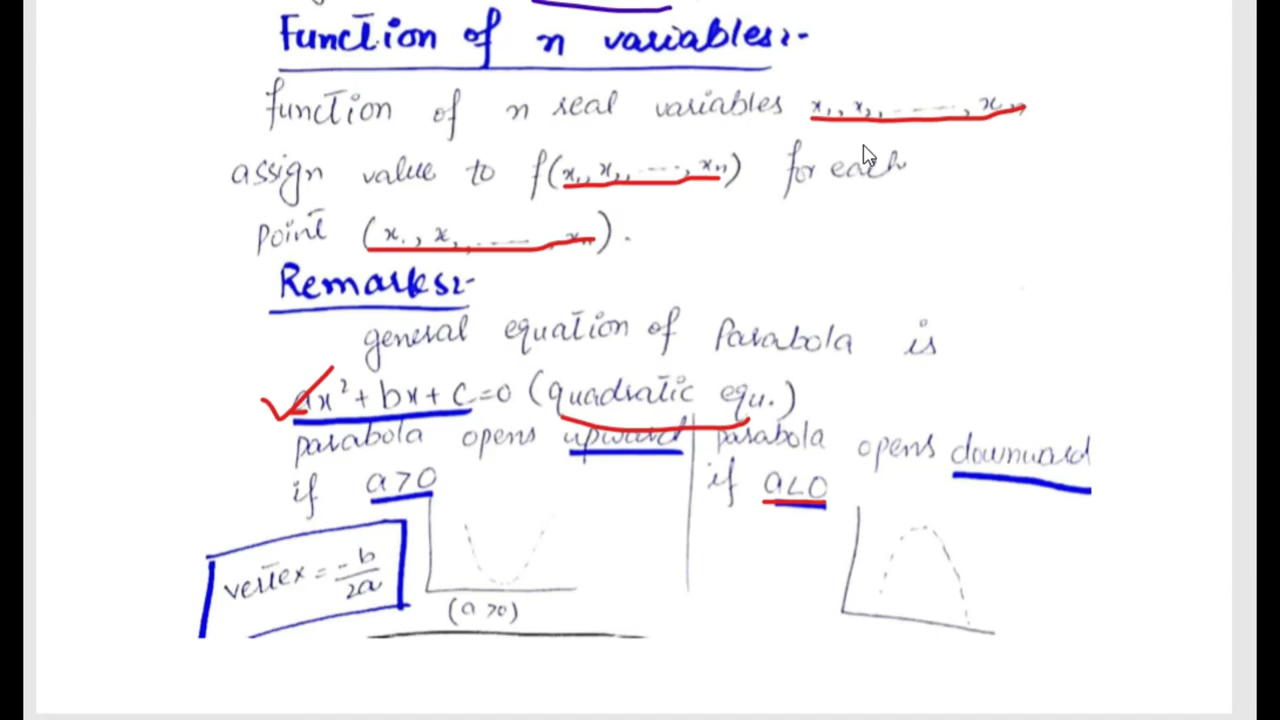 Function of n variables:-
function of n real variables x₁, x₂, ......, xₙ
assign value to f(x₁, x₂, ..., xₙ) for each
point (x₁, x₂, ......, xₙ).
Remarks:-
general equation of Parabola is
ax² + bx + c = 0 (quadratic equ.)
parabola opens upward
if a > 0
parabola opens downward
if a < 0
vertex = -b/2a
(a > 0)